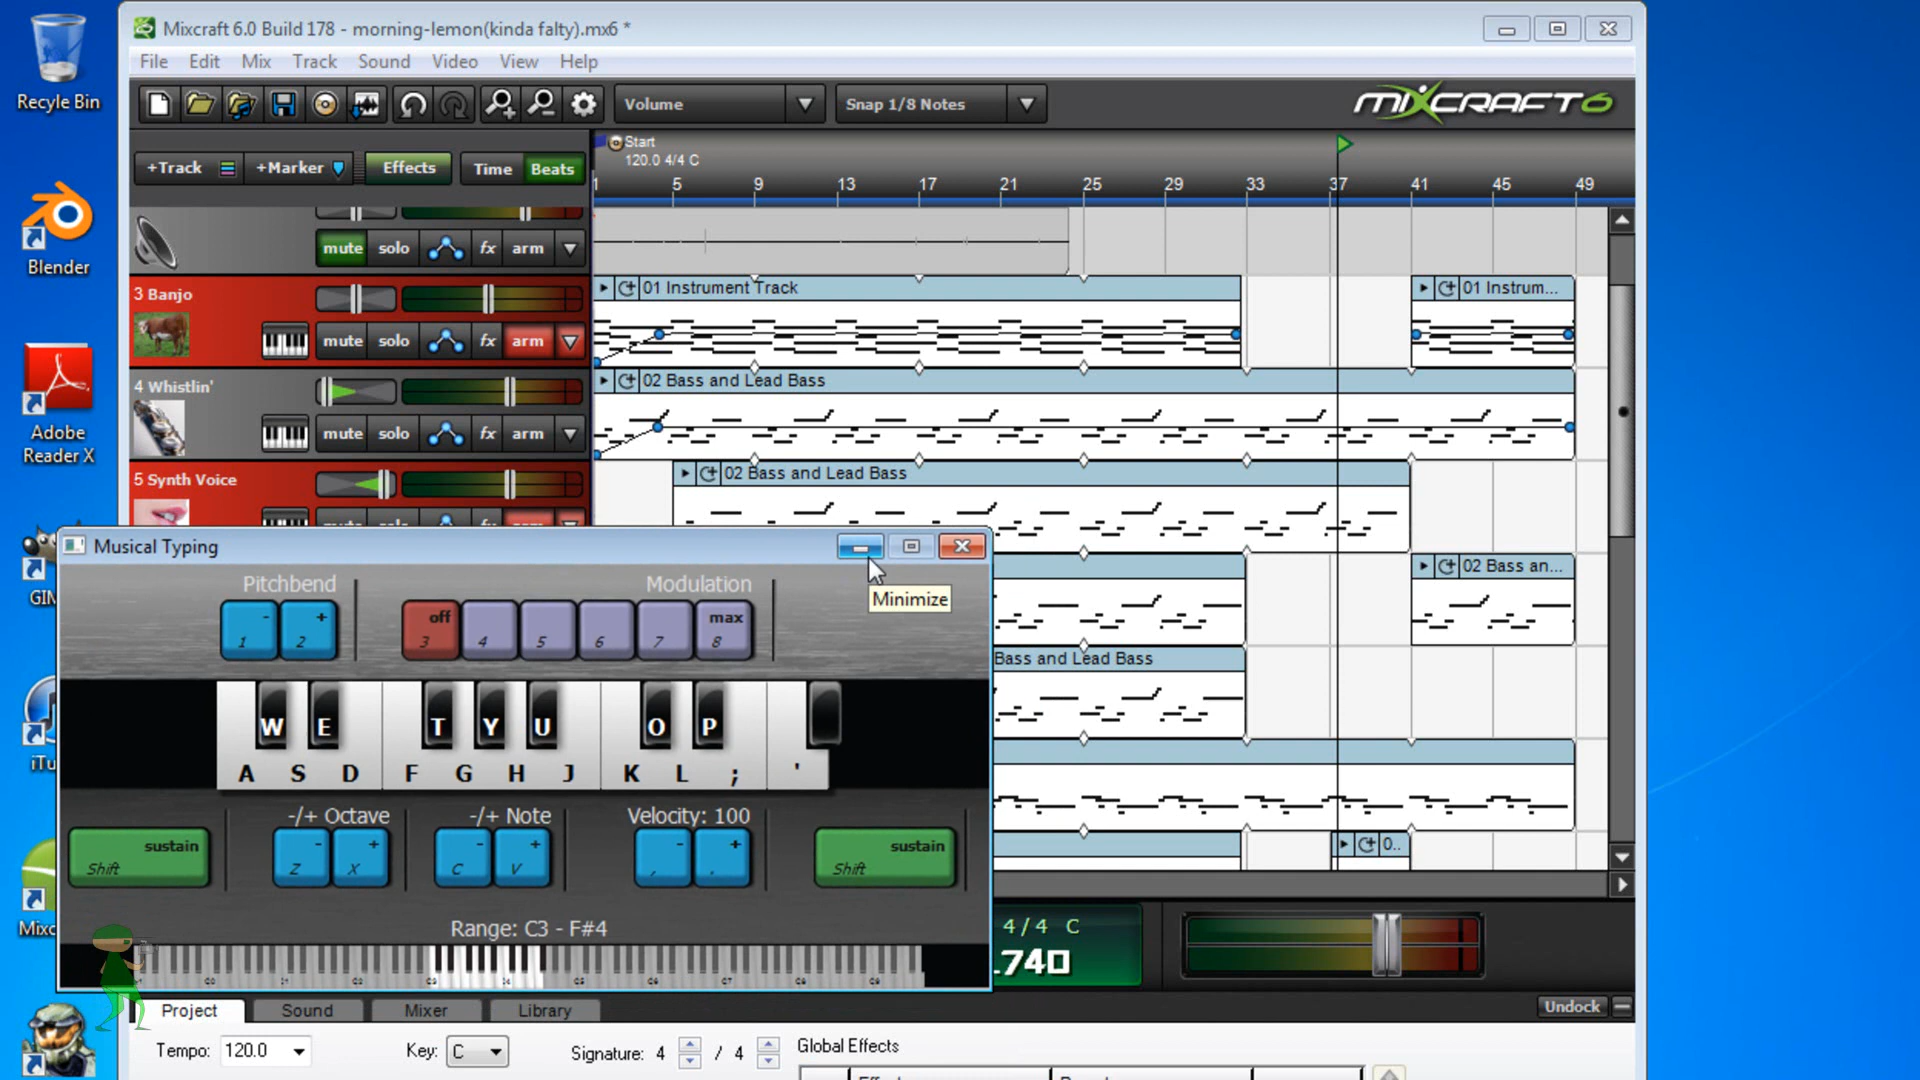 Mixcraft 6.0 Build 178 - morning-lemon(kinda falty).mx6 *
File Edit Mix Track Sound Video View Help
Volume
Snap 1/8 Notes
MIXCRAFT6
+Track
+Marker
Effects
Time
Beats
Start
120.0 4/4 C
1 5 9 13 17 21 25 29 33 37 41 45 49
mute solo fx arm
3 Banjo
mute solo fx arm
01 Instrument Track
01 Instrum...
4 Whistlin'
mute solo fx arm
02 Bass and Lead Bass
5 Synth Voice
02 Bass and Lead Bass
02 Bass an...
Bass and Lead Bass
0..
Recyle Bin
Blender
Adobe
Reader X
GIM
iTu
Mixc
Musical Typing
Minimize
Pitchbend
Modulation
- 1
+ 2
off 3
4
5
6
7
max 8
W E T Y U O P
A S D F G H J K L ; '
-/+ Octave
-/+ Note
Velocity: 100
sustain
Shift
- Z
+ X
- C
+ V
- ,
+ .
sustain
Shift
Range: C3 - F#4
4/4 C
.740
Project
Sound
Mixer
Library
Undock
Tempo: 120.0
Key: C
Signature: 4 / 4
Global Effects